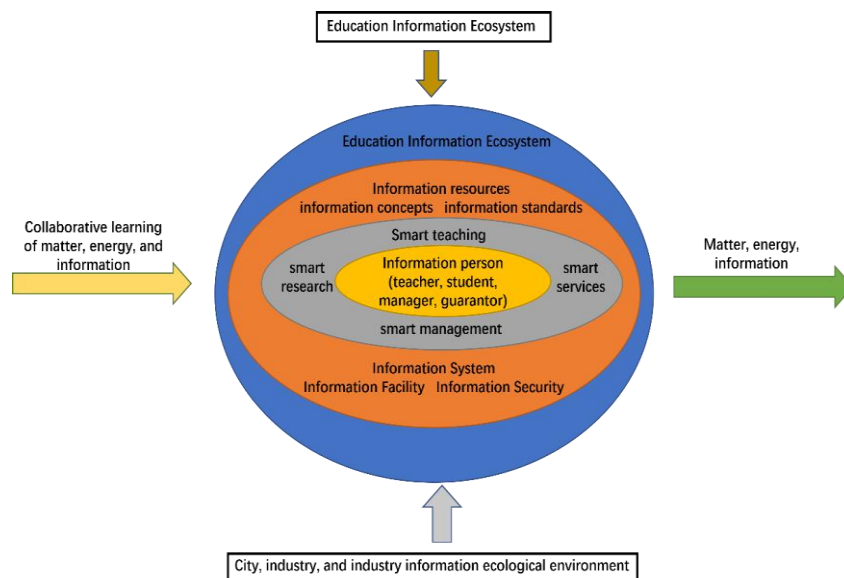 Education Information Ecosystem
Education Information Ecosystem
Information resources
information concepts information standards
Collaborative learning
of matter, energy, and
information
Smart teaching
smart
research
Information person
(teacher, student,
manager, guarantor)
smart
services
smart management
Matter, energy,
information
Information System
Information Facility Information Security
City, industry, and industry information ecological environment